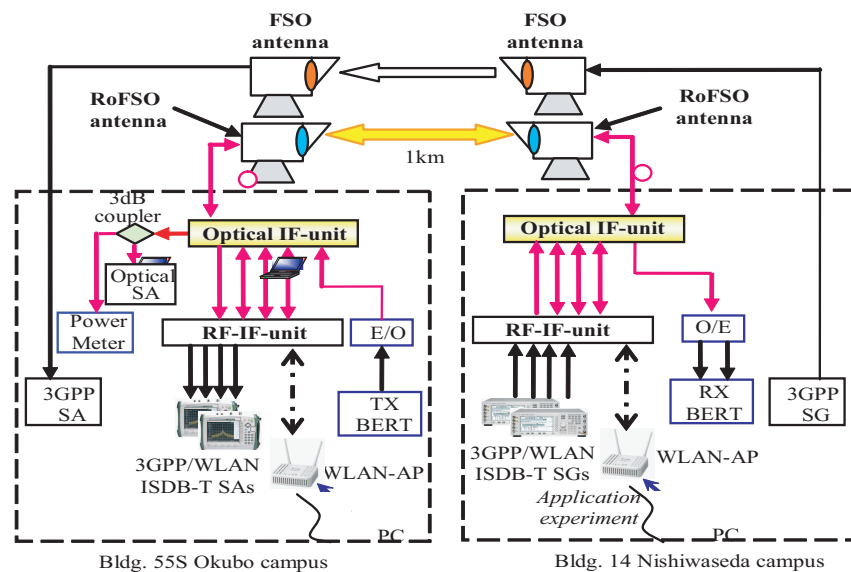 FSO
antenna
FSO
antenna
RoFSO
antenna
RoFSO
antenna
1km
3dB
coupler
Optical IF-unit
Optical IF-unit
Optical
SA
Power
Meter
RF-IF-unit
E/O
RF-IF-unit
O/E
3GPP
SA
TX
BERT
RX
BERT
3GPP
SG
3GPP/WLAN
ISDB-T SAs
WLAN-AP
3GPP/WLAN
ISDB-T SGs
WLAN-AP
Application
experiment
PC
PC
Bldg. 55S Okubo campus
Bldg. 14 Nishiwaseda campus